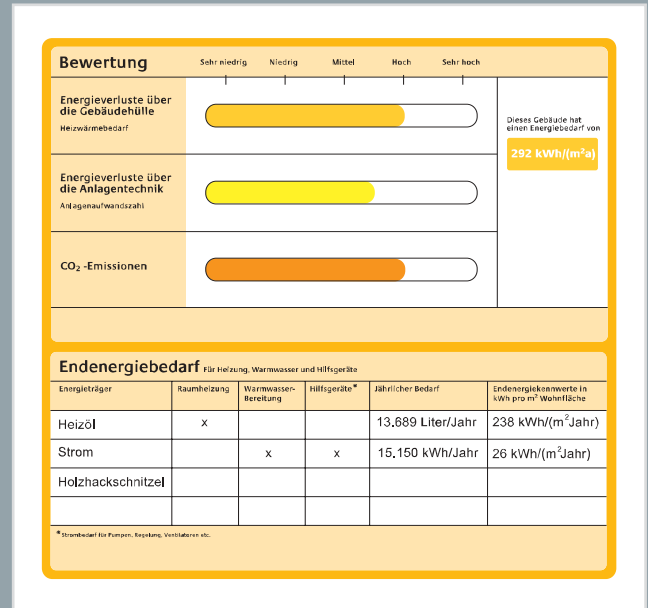 Bewertung
Sehr niedrig Niedrig Mittel Hoch Sehr hoch
Energieverluste über
die Gebäudehülle
Heizwärmebedarf
Dieses Gebäude hat
einen Energiebedarf von
292 kWh/(m²a)
Energieverluste über
die Anlagentechnik
Anlagenaufwandszahl
CO₂ -Emissionen
Endenergiebedarf Für Heizung, Warmwasser und Hilfsgeräte
Energieträger Raumheizung Warmwasser- Hilfsgeräte* Jährlicher Bedarf Endenergiekennwerte in
Bereitung kWh pro m² Wohnfläche
Heizöl x 13.689 Liter/Jahr 238 kWh/(m²Jahr)
Strom x x 15.150 kWh/Jahr 26 kWh/(m²Jahr)
Holzhackschnitzel
*Strombedarf für Pumpen, Regelung, Ventilatoren etc.